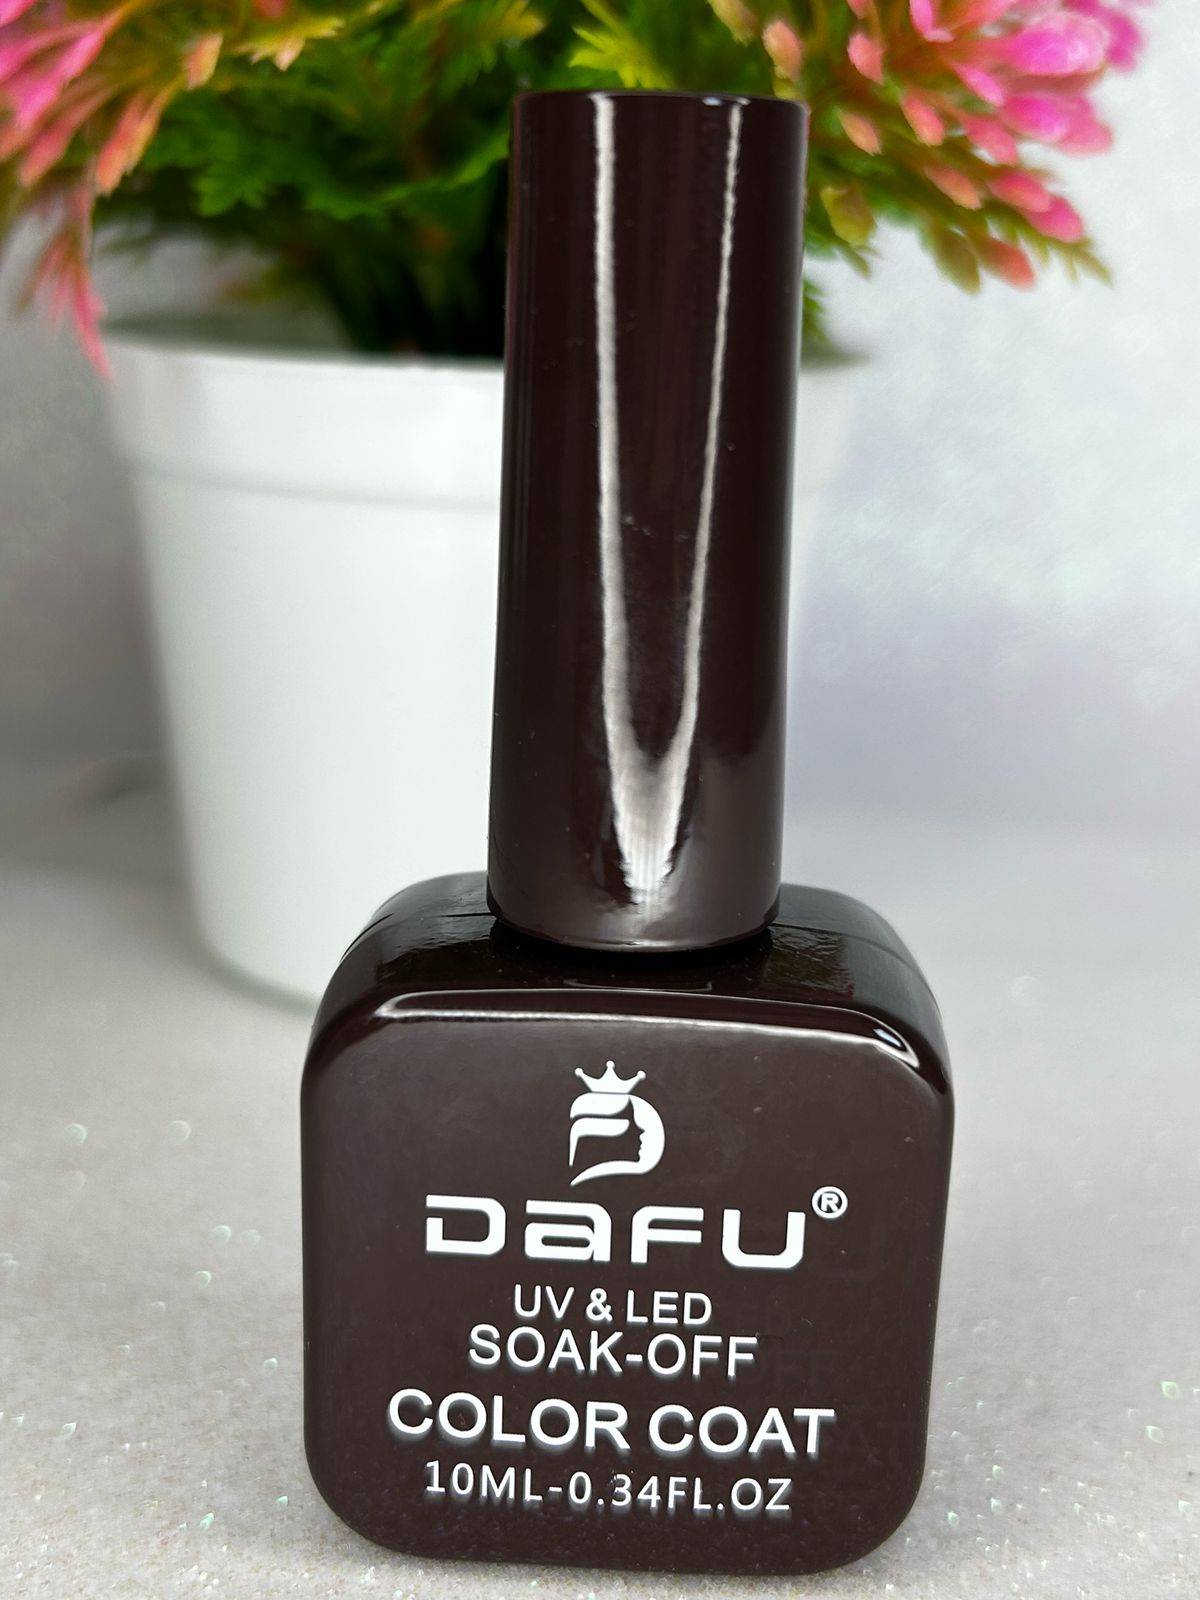 DAFU®
UV & LED
SOAK-OFF
COLOR COAT
10ML-0.34FL.OZ